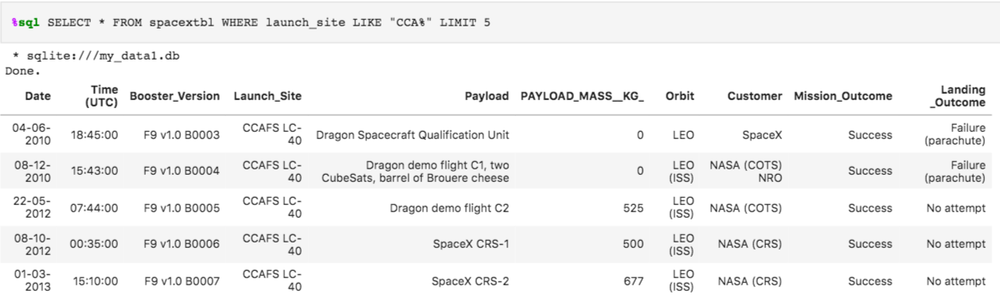 %sql SELECT * FROM spacextbl WHERE launch_site LIKE "CCA%" LIMIT 5
* sqlite:///my_data1.db
Done.
Date Time (UTC) Booster_Version Launch_Site Payload PAYLOAD_MASS__KG_ Orbit Customer Mission_Outcome Landing _Outcome
04-06-2010 18:45:00 F9 v1.0 B0003 CCAFS LC-40 Dragon Spacecraft Qualification Unit 0 LEO SpaceX Success Failure (parachute)
08-12-2010 15:43:00 F9 v1.0 B0004 CCAFS LC-40 Dragon demo flight C1, two CubeSats, barrel of Brouere cheese 0 LEO (ISS) NASA (COTS) NRO Success Failure (parachute)
22-05-2012 07:44:00 F9 v1.0 B0005 CCAFS LC-40 Dragon demo flight C2 525 LEO (ISS) NASA (COTS) Success No attempt
08-10-2012 00:35:00 F9 v1.0 B0006 CCAFS LC-40 SpaceX CRS-1 500 LEO (ISS) NASA (CRS) Success No attempt
01-03-2013 15:10:00 F9 v1.0 B0007 CCAFS LC-40 SpaceX CRS-2 677 LEO (ISS) NASA (CRS) Success No attempt